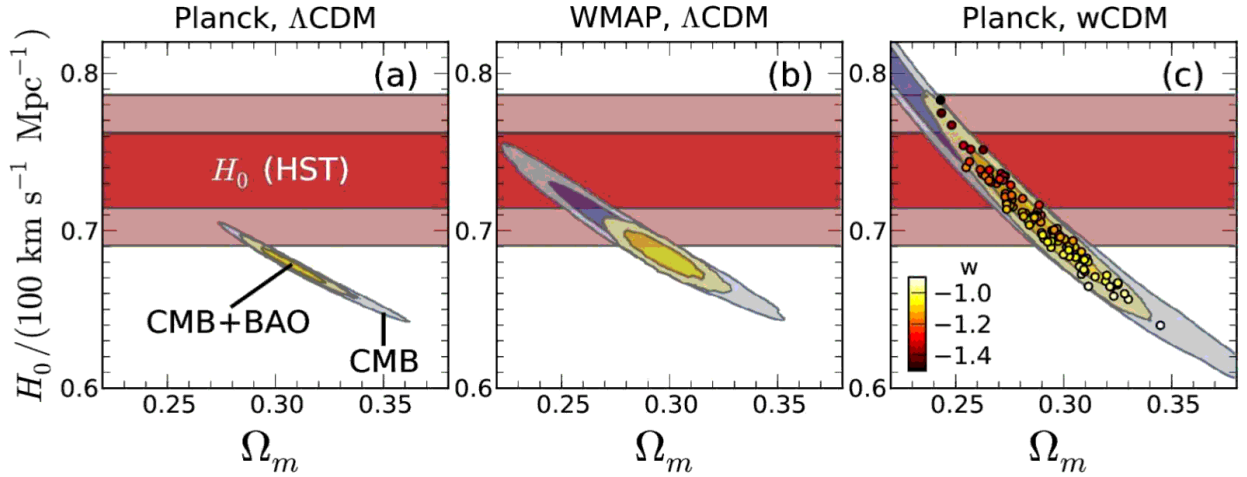 Planck, ΛCDM
WMAP, ΛCDM
Planck, wCDM
H₀/(100 km s⁻¹ Mpc⁻¹)
0.8
0.7
0.6
(a)
H₀ (HST)
CMB+BAO
CMB
0.25 0.30 0.35
Ωₘ
0.8
0.7
0.6
(b)
0.25 0.30 0.35
Ωₘ
0.8
0.7
0.6
(c)
w
−1.0
−1.2
−1.4
0.25 0.30 0.35
Ωₘ